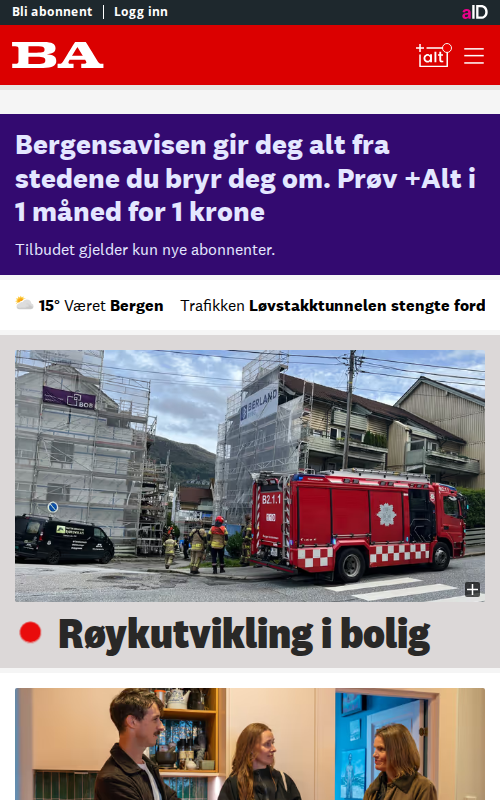 Bli abonnent | Logg inn
aID
BA
+alt
Bergensavisen gir deg alt fra
stedene du bryr deg om. Prøv +Alt i
1 måned for 1 krone
Tilbudet gjelder kun nye abonnenter.
15° Været Bergen Trafikken Løvstakktunnelen stengte ford
BOB
BERLAND
B2.1.1
Røykutvikling i bolig